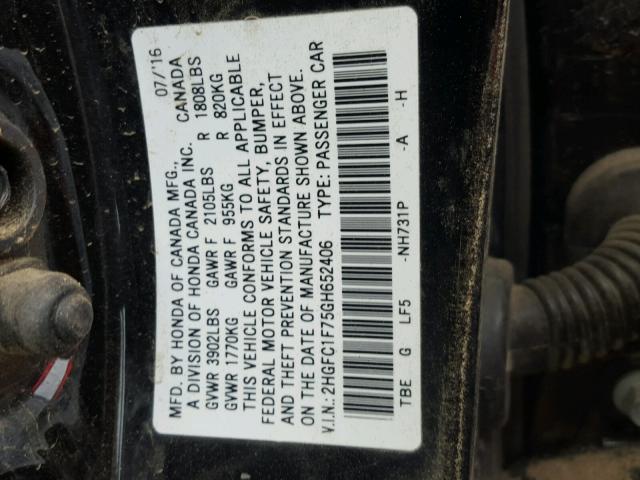 MFD. BY HONDA OF CANADA MFG., 07/'16
A DIVISION OF HONDA CANADA INC. CANADA
GVWR 3902LBS GAWR F 2105LBS R 1808LBS
GVWR 1770KG GAWR F 955KG R 820KG
THIS VEHICLE CONFORMS TO ALL APPLICABLE
FEDERAL MOTOR VEHICLE SAFETY, BUMPER,
AND THEFT PREVENTION STANDARDS IN EFFECT
ON THE DATE OF MANUFACTURE SHOWN ABOVE.
V.I.N.:2HGFC1F75GH652406 TYPE: PASSENGER CAR
TBE G LF5 -NH731P -A -H